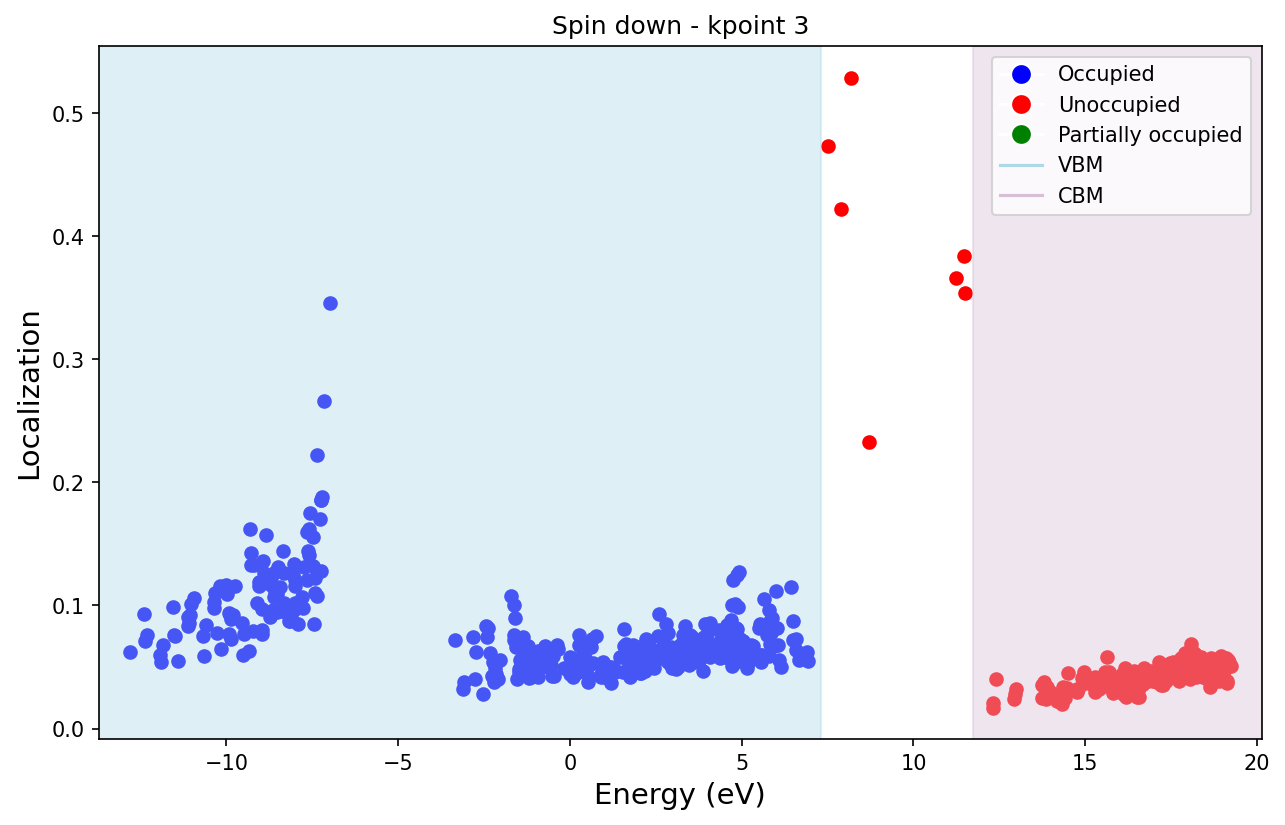 Spin down - kpoint 3
Occupied
Unoccupied
Partially occupied
VBM
CBM
Localization
0.5
0.4
0.3
0.2
0.1
0.0
−10
−5
0
5
10
15
20
Energy (eV)